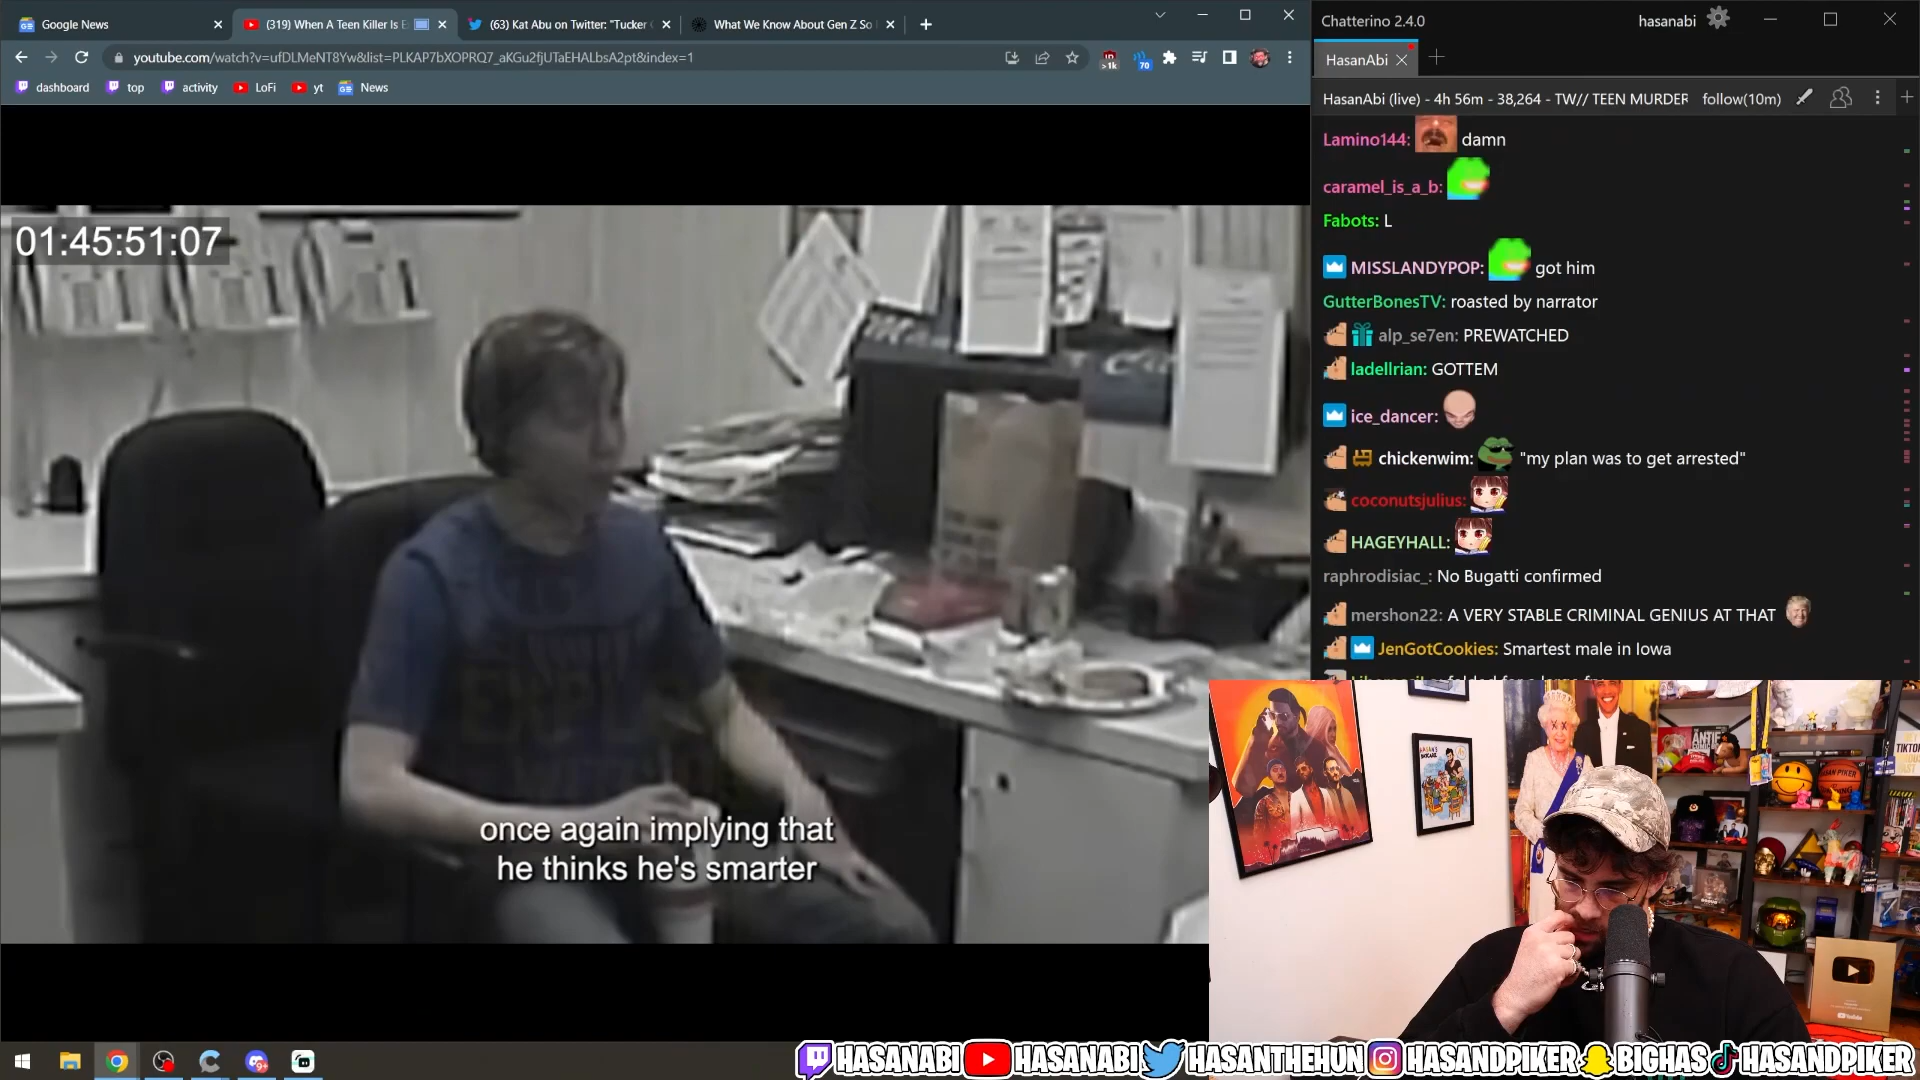 Google News
(319) When A Teen Killer Is E
(63) Kat Abu on Twitter: "Tucker
What We Know About Gen Z So
youtube.com/watch?v=ufDLMeNT8Yw&list=PLKAP7bXOPRQ7_aKGu2fjUTaEHALbsA2pt&index=1
>1k
70
dashboard
top
activity
LoFi
yt
News
01:45:51:07
once again implying that
he thinks he's smarter
Chatterino 2.4.0
hasanabi
HasanAbi
HasanAbi (live) - 4h 56m - 38,264 - TW// TEEN MURDER
follow(10m)
Lamino144: damn
caramel_is_a_b:
Fabots: L
MISSLANDYPOP: got him
GutterBonesTV: roasted by narrator
alp_se7en: PREWATCHED
ladellrian: GOTTEM
ice_dancer:
chickenwim: "my plan was to get arrested"
coconutsjulius:
HAGEYHALL:
raphrodisiac_: No Bugatti confirmed
mershon22: A VERY STABLE CRIMINAL GENIUS AT THAT
JenGotCookies: Smartest male in Iowa
HASANABI
HASANABI
HASANTHEHUN
HASANDPIKER
BIGHAS
HASANDPIKER